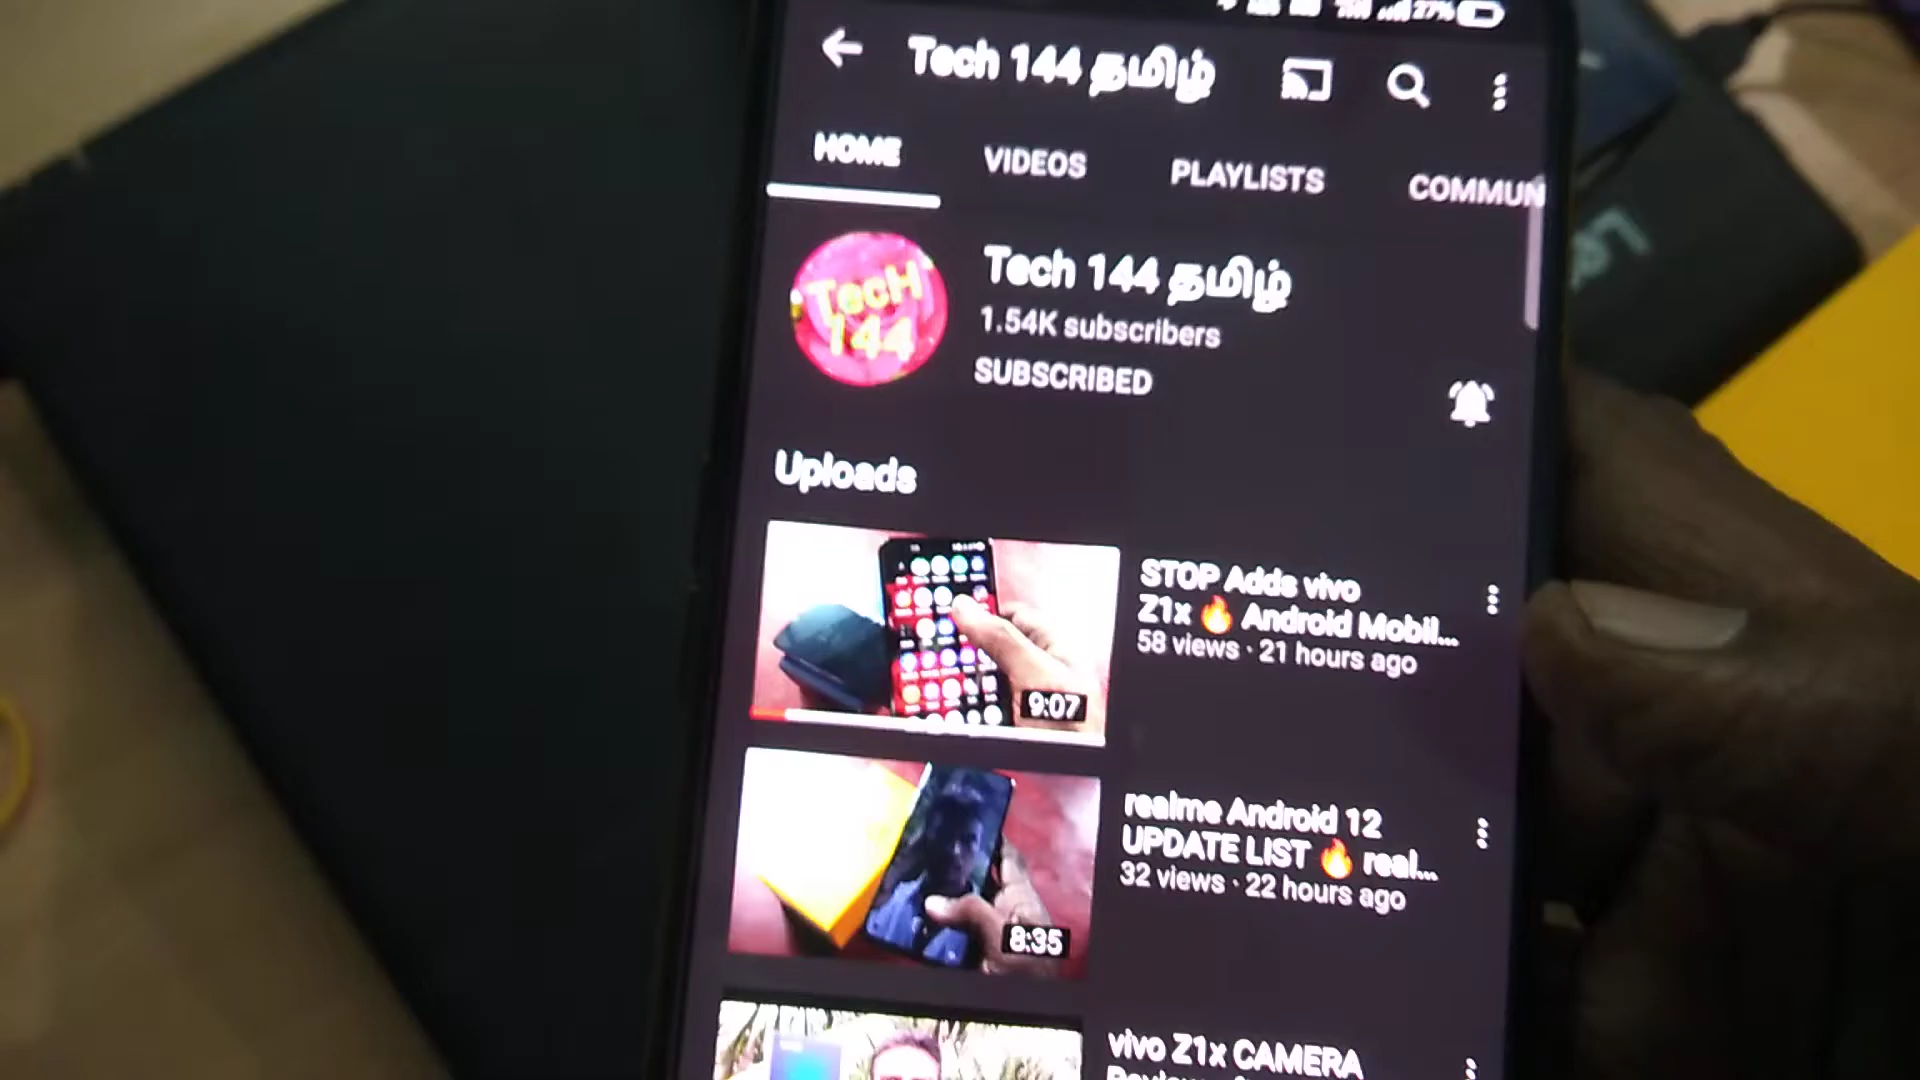 27%
Tech 144 தமிழ்
HOME VIDEOS PLAYLISTS COMMUN
TecH
144
Tech 144 தமிழ்
1.54K subscribers
SUBSCRIBED
Uploads
STOP Adds vivo
Z1x 🔥 Android Mobil...
58 views · 21 hours ago
9:07
realme Android 12
UPDATE LIST 🔥 real...
32 views · 22 hours ago
8:35
vivo Z1x CAMERA